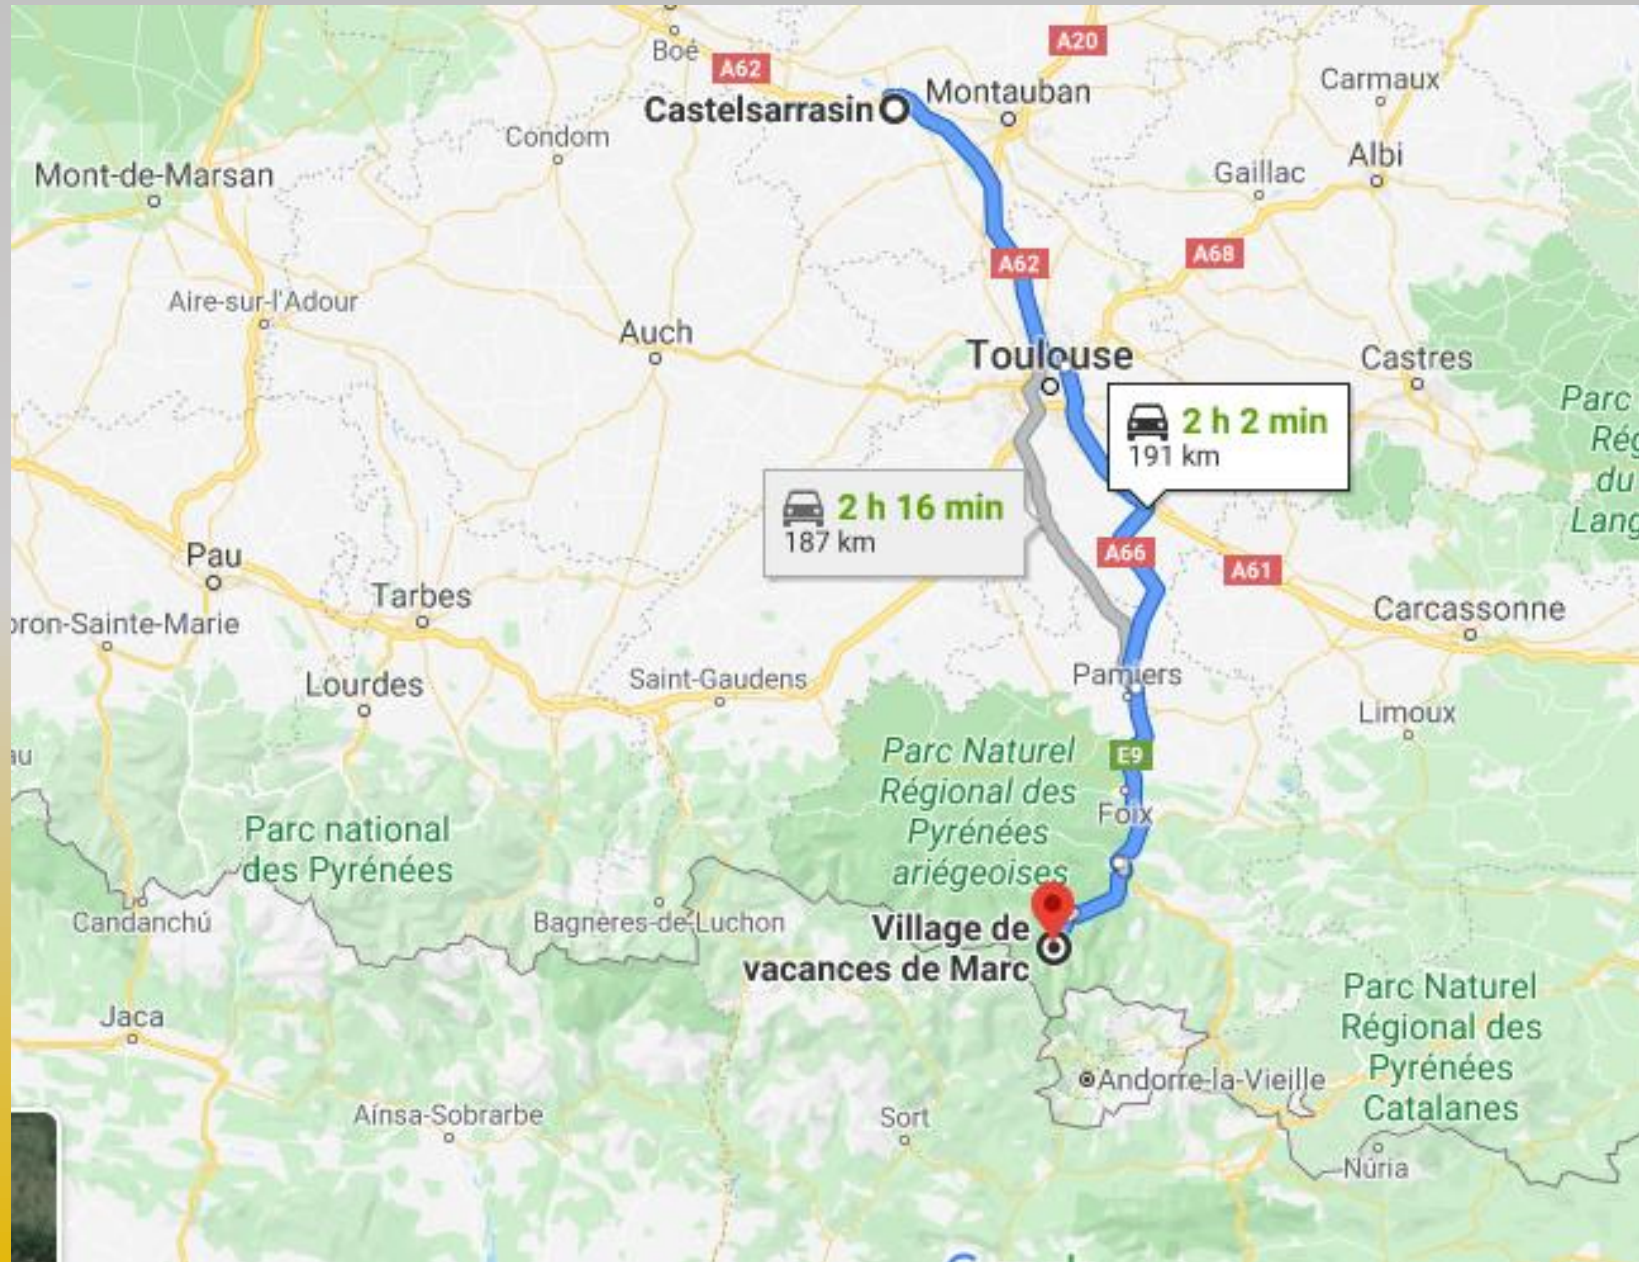 Boé
A62
A20
Castelsarrasin
Montauban
Carmaux
Condom
Mont-de-Marsan
Gaillac
Albi
A62
A68
Aire-sur-l'Adour
Auch
Toulouse
Castres
2 h 2 min
191 km
Parc
Rég
du
Lang
2 h 16 min
187 km
A66
A61
Pau
Tarbes
oron-Sainte-Marie
Carcassonne
Lourdes
Saint-Gaudens
Pamiers
Limoux
Parc Naturel
Régional des
Pyrénées
ariégeoises
E9
au
Foix
Parc national
des Pyrénées
Candanchú
Bagnères-de-Luchon
Village de
vacances de Marc
Parc Naturel
Régional des
Pyrénées
Catalanes
Jaca
Andorre-la-Vieille
Aínsa-Sobrarbe
Sort
Núria